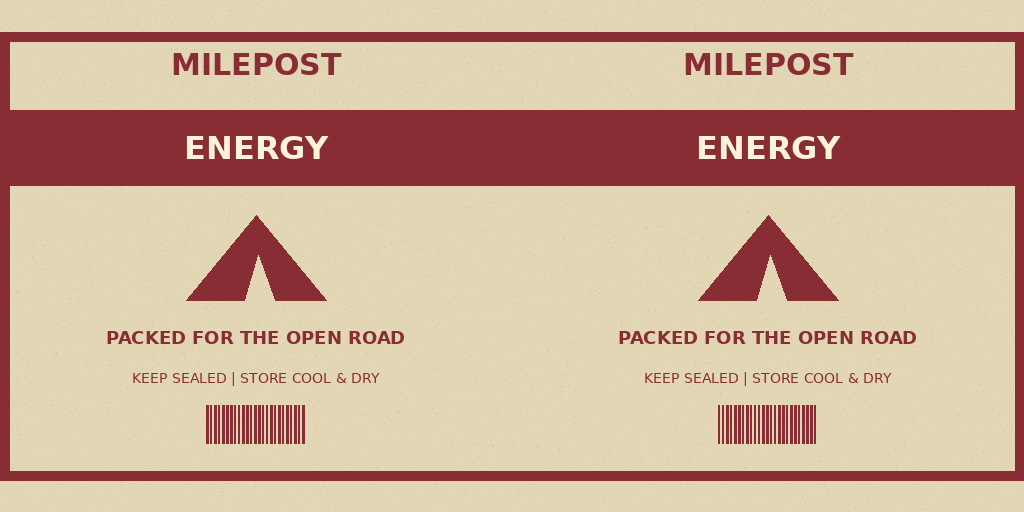 MILEPOST
ENERGY
PACKED FOR THE OPEN ROAD
KEEP SEALED | STORE COOL & DRY
MILEPOST
ENERGY
PACKED FOR THE OPEN ROAD
KEEP SEALED | STORE COOL & DRY